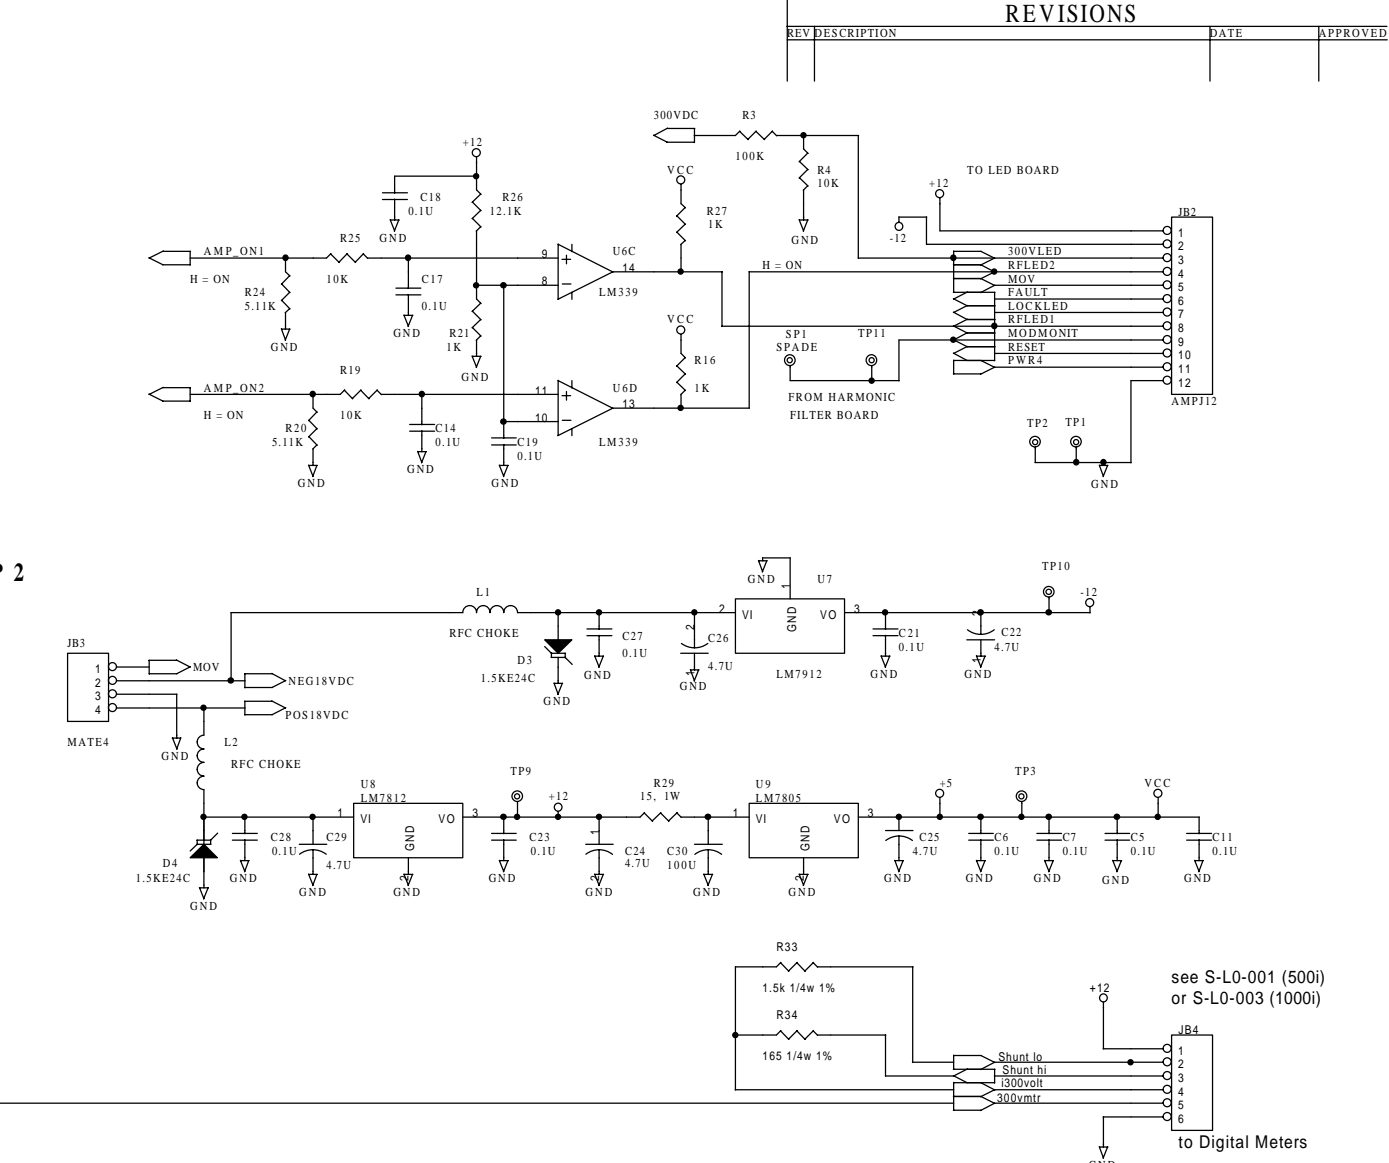 REVISIONS
REV DESCRIPTION DATE APPROVED
300VDC R3
100K
R4
10K
GND
+12
C18
0.1U
GND
R26
12.1K
VCC
R27
1K
AMP_ON1
H = ON
R25
10K
R24
5.11K
GND
C17
0.1U
GND
9
8
U6C
14
LM339
R21
1K
GND
VCC
R16
1K
AMP_ON2
H = ON
R19
10K
R20
5.11K
GND
C14
0.1U
GND
11
10
U6D
13
LM339
C19
0.1U
GND
H = ON
TO LED BOARD
+12
-12
JB2
300VLED
RFLED2
MOV
FAULT
LOCKLED
RFLED1
MODMONIT
RESET
PWR4
1
2
3
4
5
6
7
8
9
10
11
12
AMPJ12
SP1
SPADE
TP11
FROM HARMONIC
FILTER BOARD
TP2 TP1
GND
P 2
JB3
1
2
3
4
MATE4
MOV
NEG18VDC
POS18VDC
GND
L1
RFC CHOKE
D3
1.5KE24C
GND
C27
0.1U
GND
2
C26
4.7U
1
GND
GND
1
U7
2 VI GND VO 3
LM7912
C21
0.1U
GND
2
C22
4.7U
1
GND
TP10
-12
L2
RFC CHOKE
D4
1.5KE24C
GND
C28
0.1U
GND
C29
4.7U
GND
U8
LM7812
1 VI GND VO 3
2
GND
TP9
+12
C23
0.1U
GND
1
C24
4.7U
2
GND
R29
15, 1W
C30
100U
GND
U9
LM7805
1 VI GND VO 3
2
GND
C25
4.7U
GND
+5
C6
0.1U
GND
TP3
C7
0.1U
GND
C5
0.1U
GND
VCC
C11
0.1U
GND
R33
1.5k 1/4w 1%
R34
165 1/4w 1%
see S-L0-001 (500i)
or S-L0-003 (1000i)
+12
JB4
Shunt lo
Shunt hi
i300volt
300vmtr
1
2
3
4
5
6
to Digital Meters
GND